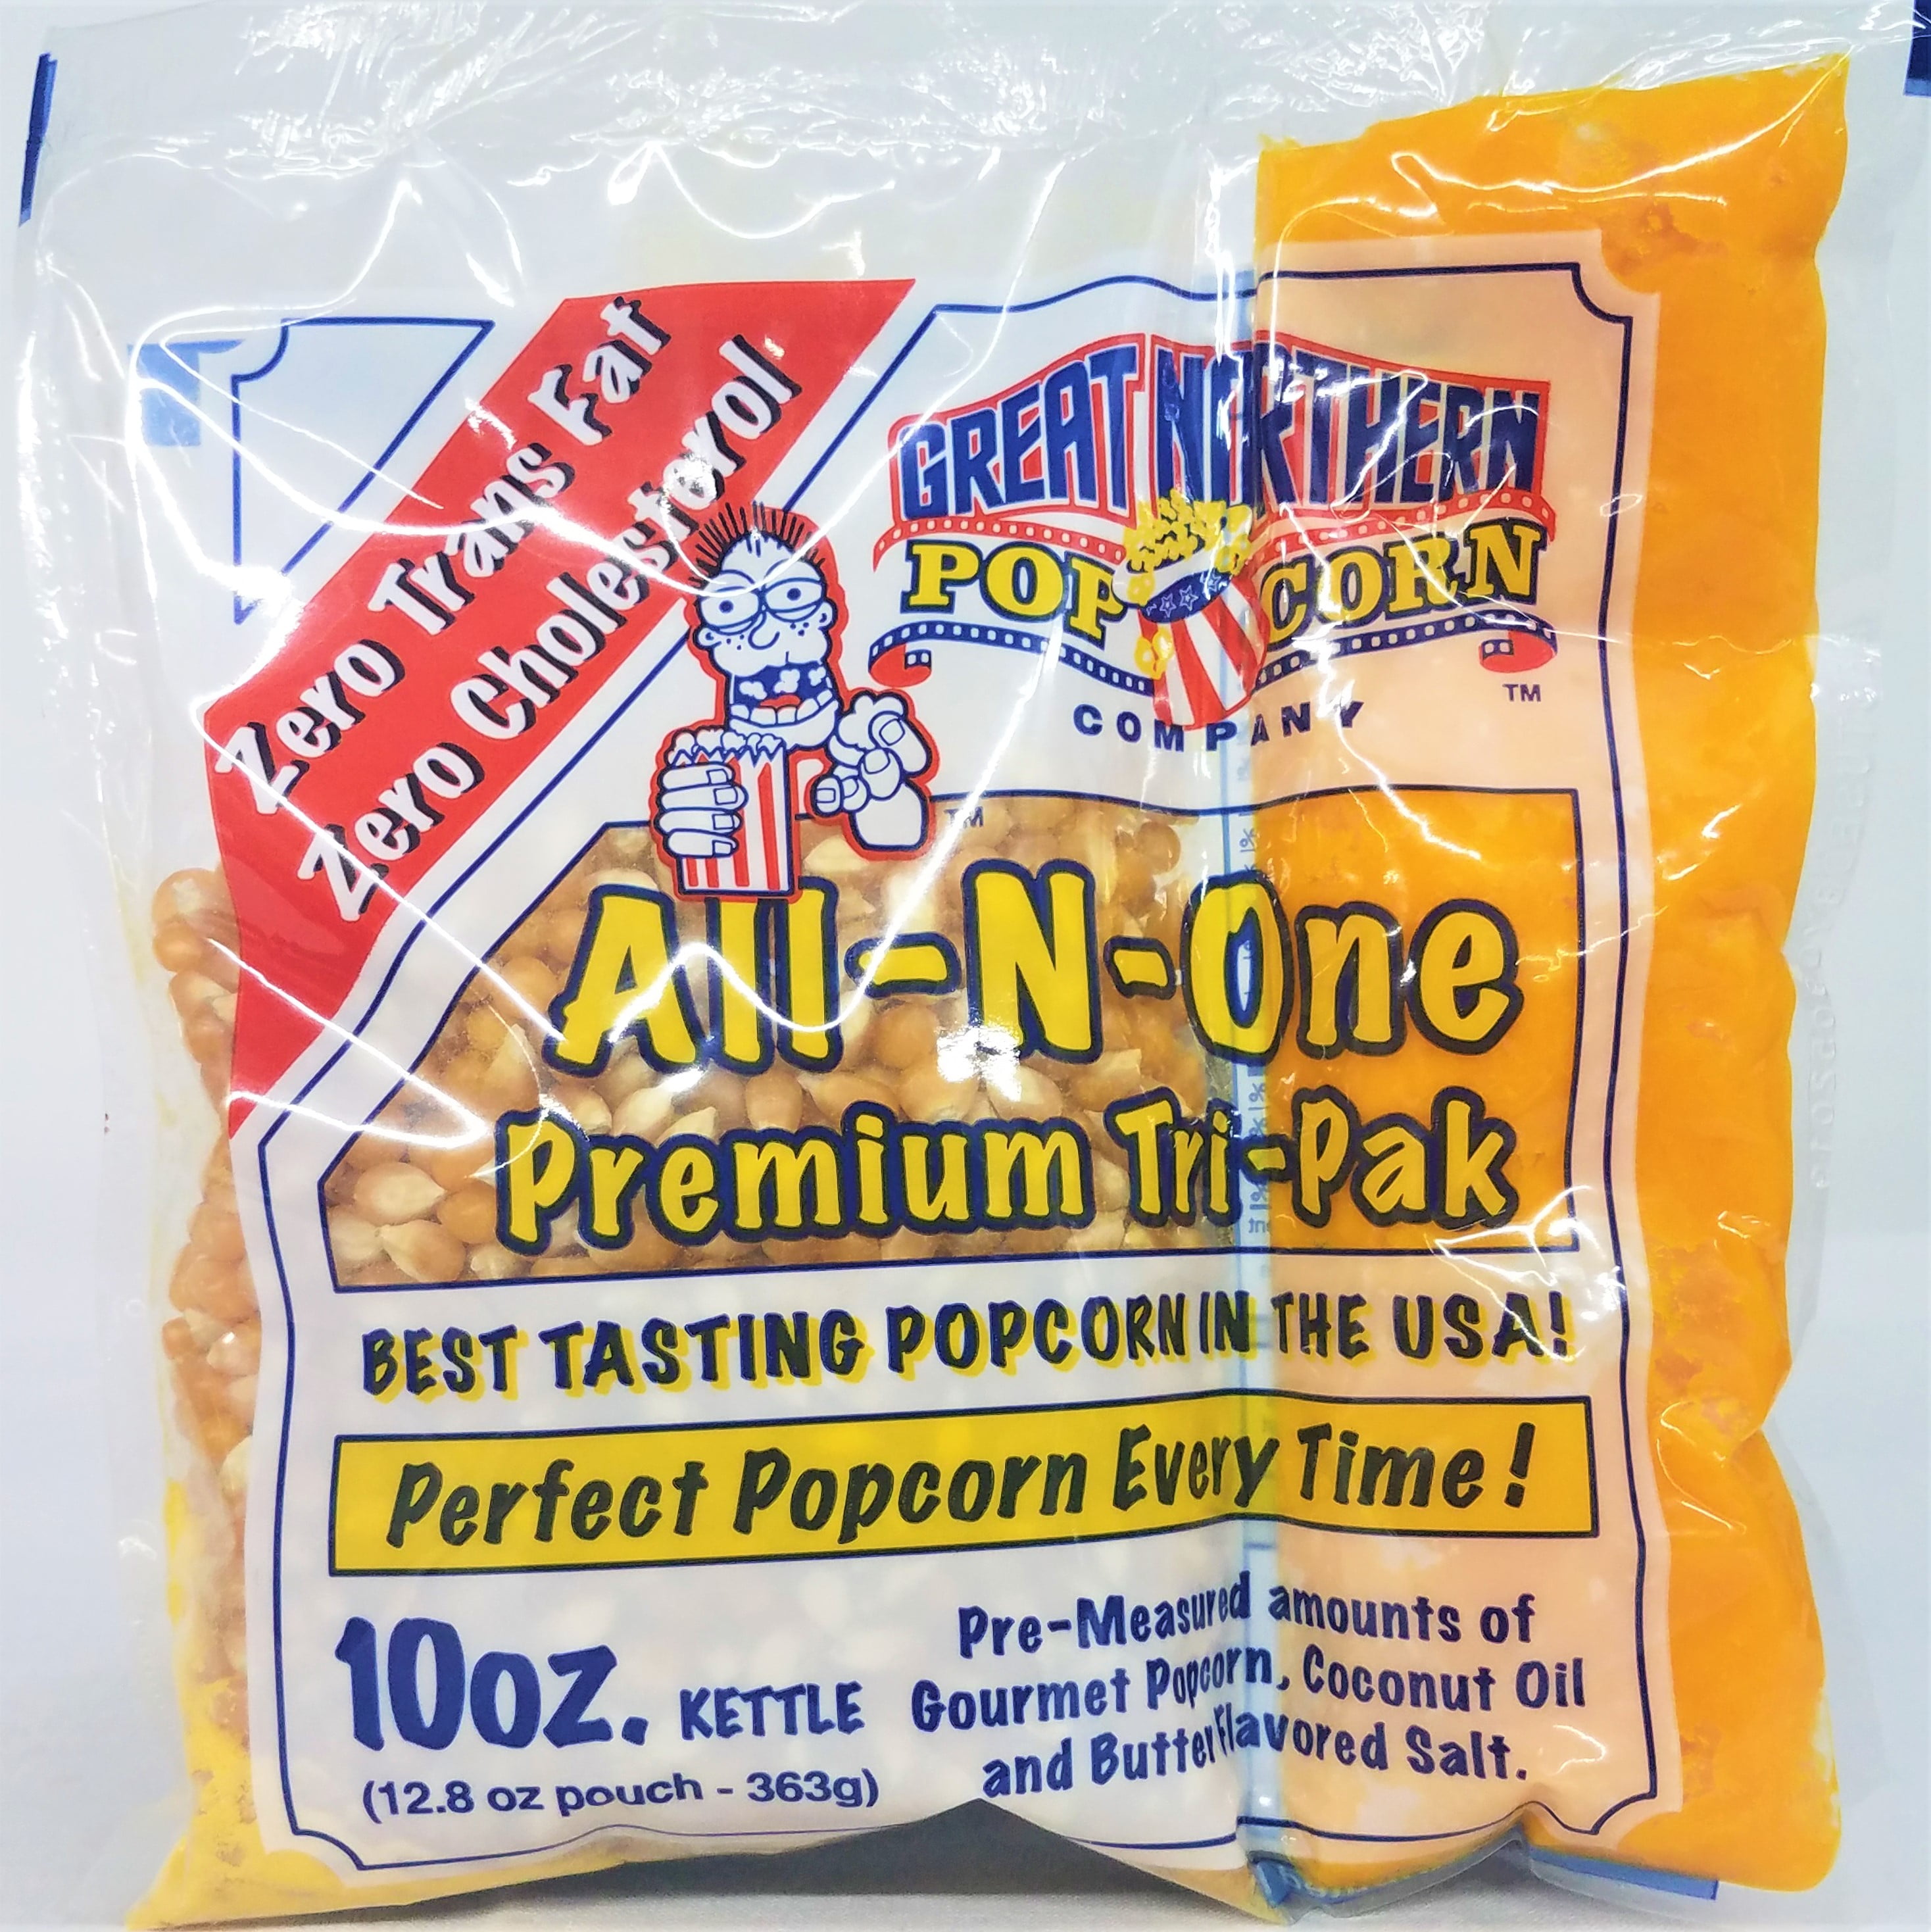 Zero Trans Fat
Zero Cholesterol
GREAT NORTHERN
POPCORN
COMPANY
TM
TM
All-N-One
Premium Tri-Pak
BEST TASTING POPCORN IN THE USA!
Perfect Popcorn Every Time!
10oz. KETTLE
(12.8 oz pouch - 363g)
Pre-Measured amounts of
Gourmet Popcorn, Coconut Oil
and Butter Flavored Salt.